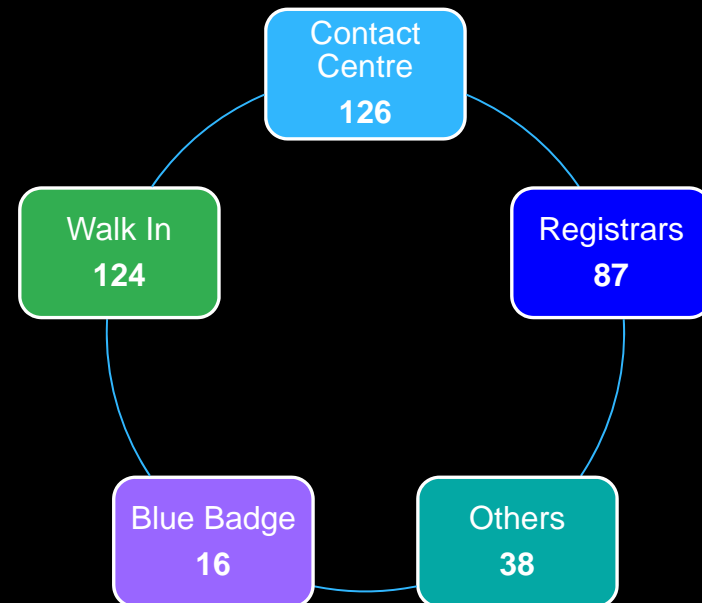 Contact
Centre
126
Walk In
124
Registrars
87
Blue Badge
16
Others
38